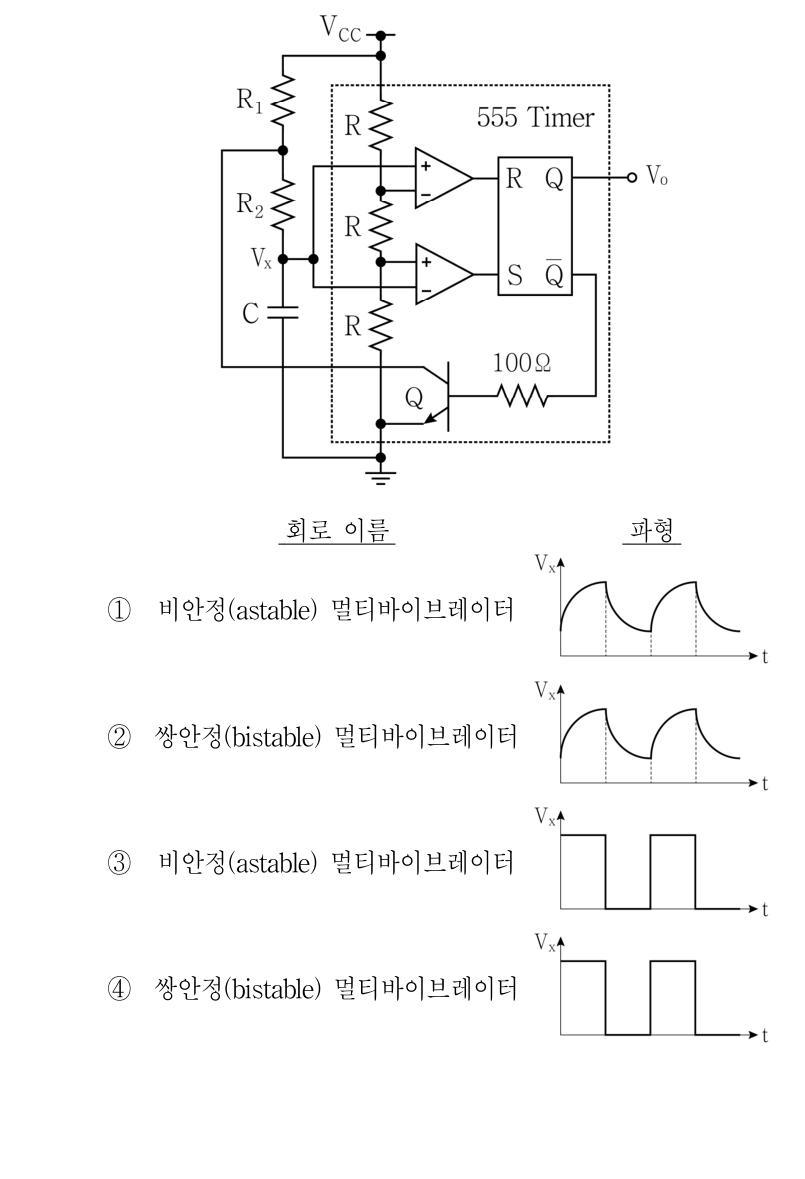 V_CC
R₁
R
555 Timer
R Q
V₀
R₂
R
Vₓ
S Q̅
C
R
100Ω
Q
회로 이름 파형
① 비안정(astable) 멀티바이브레이터
Vₓ
t
② 쌍안정(bistable) 멀티바이브레이터
Vₓ
t
③ 비안정(astable) 멀티바이브레이터
Vₓ
t
④ 쌍안정(bistable) 멀티바이브레이터
Vₓ
t